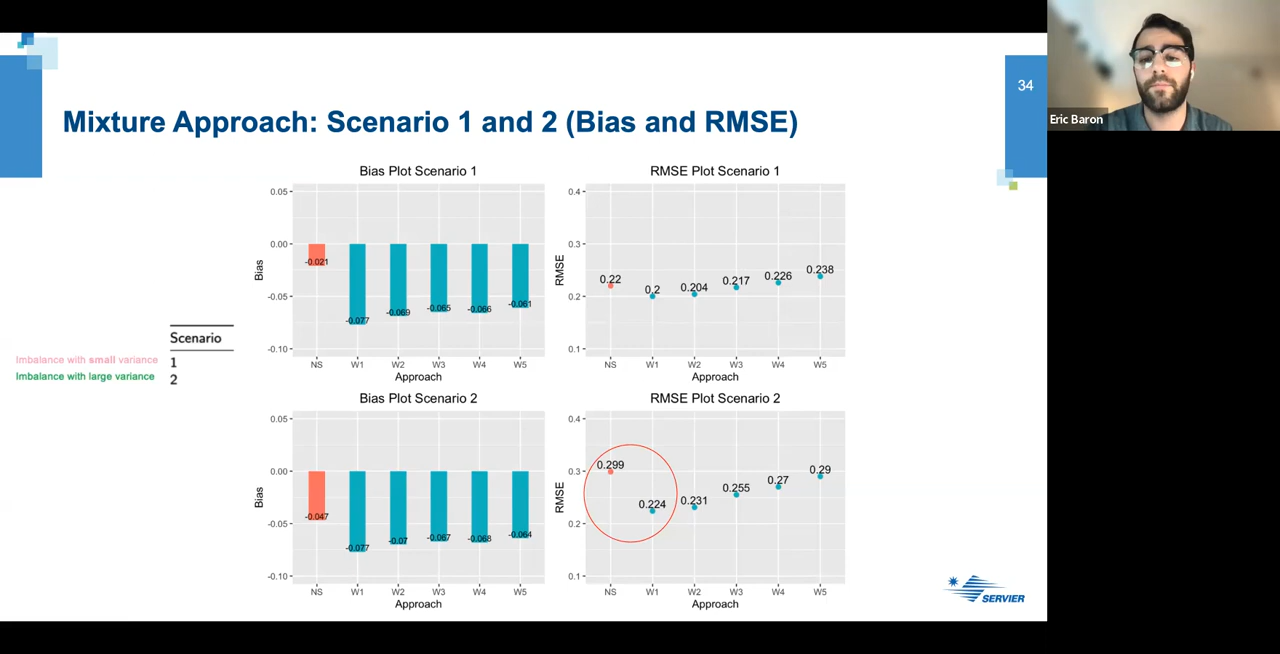 34
Eric Baron
Mixture Approach: Scenario 1 and 2 (Bias and RMSE)
Scenario
Imbalance with small variance 1
Imbalance with large variance 2
Bias Plot Scenario 1
0.05
0.00
-0.05
-0.10
Bias
-0.021
-0.077
-0.069
-0.065
-0.066
-0.061
NS W1 W2 W3 W4 W5
Approach
RMSE Plot Scenario 1
0.4
0.3
0.2
0.1
RMSE
0.22
0.2
0.204
0.217
0.226
0.238
NS W1 W2 W3 W4 W5
Approach
Bias Plot Scenario 2
0.05
0.00
-0.05
-0.10
Bias
-0.047
-0.077
-0.07
-0.067
-0.068
-0.064
NS W1 W2 W3 W4 W5
Approach
RMSE Plot Scenario 2
0.4
0.3
0.2
0.1
RMSE
0.299
0.224
0.231
0.255
0.27
0.29
NS W1 W2 W3 W4 W5
Approach
SERVIER